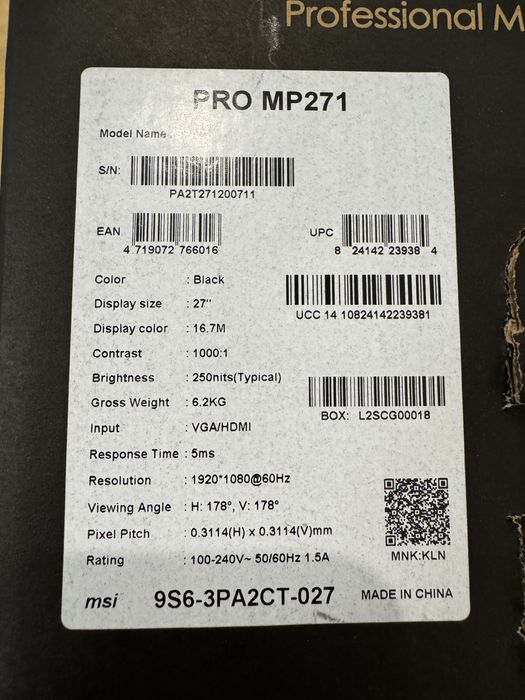 Professional M
PRO MP271
Model Name
S/N:
PA2T271200711
EAN
4 719072 766016
UPC
8 24142 23938 4
Color : Black
UCC 14 10824142239381
Display size : 27"
Display color : 16.7M
Contrast : 1000:1
Brightness : 250nits(Typical)
Gross Weight : 6.2KG
BOX: L2SCG00018
Input : VGA/HDMI
Response Time : 5ms
Resolution : 1920*1080@60Hz
Viewing Angle : H: 178°, V: 178°
Pixel Pitch : 0.3114(H) x 0.3114(V)mm
MNK:KLN
Rating : 100-240V~ 50/60Hz 1.5A
msi 9S6-3PA2CT-027 MADE IN CHINA